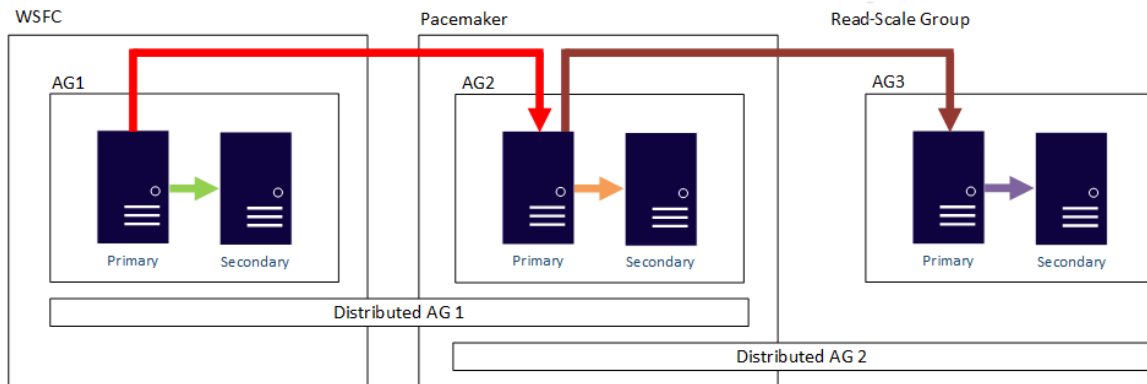 WSFC
Pacemaker
Read-Scale Group
AG1
AG2
AG3
Primary
Secondary
Primary
Secondary
Primary
Secondary
Distributed AG 1
Distributed AG 2